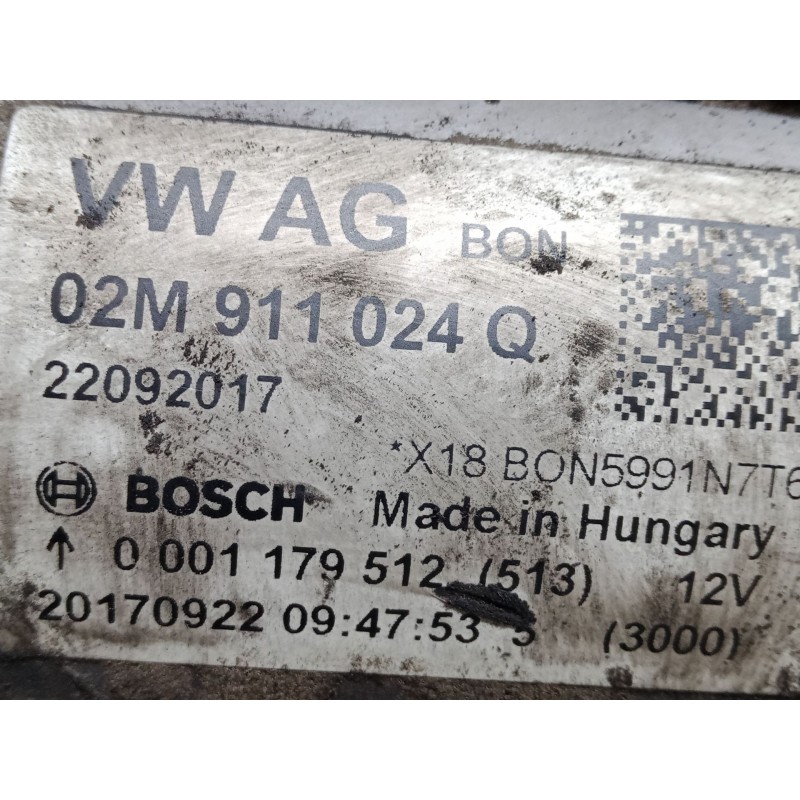 VW AG BON
02M 911 024 Q
22092017
*X18 BON5991N7T6
BOSCH Made in Hungary
↑ 0 001 179 512 (513) 12V
20170922 09:47:53 5 (3000)